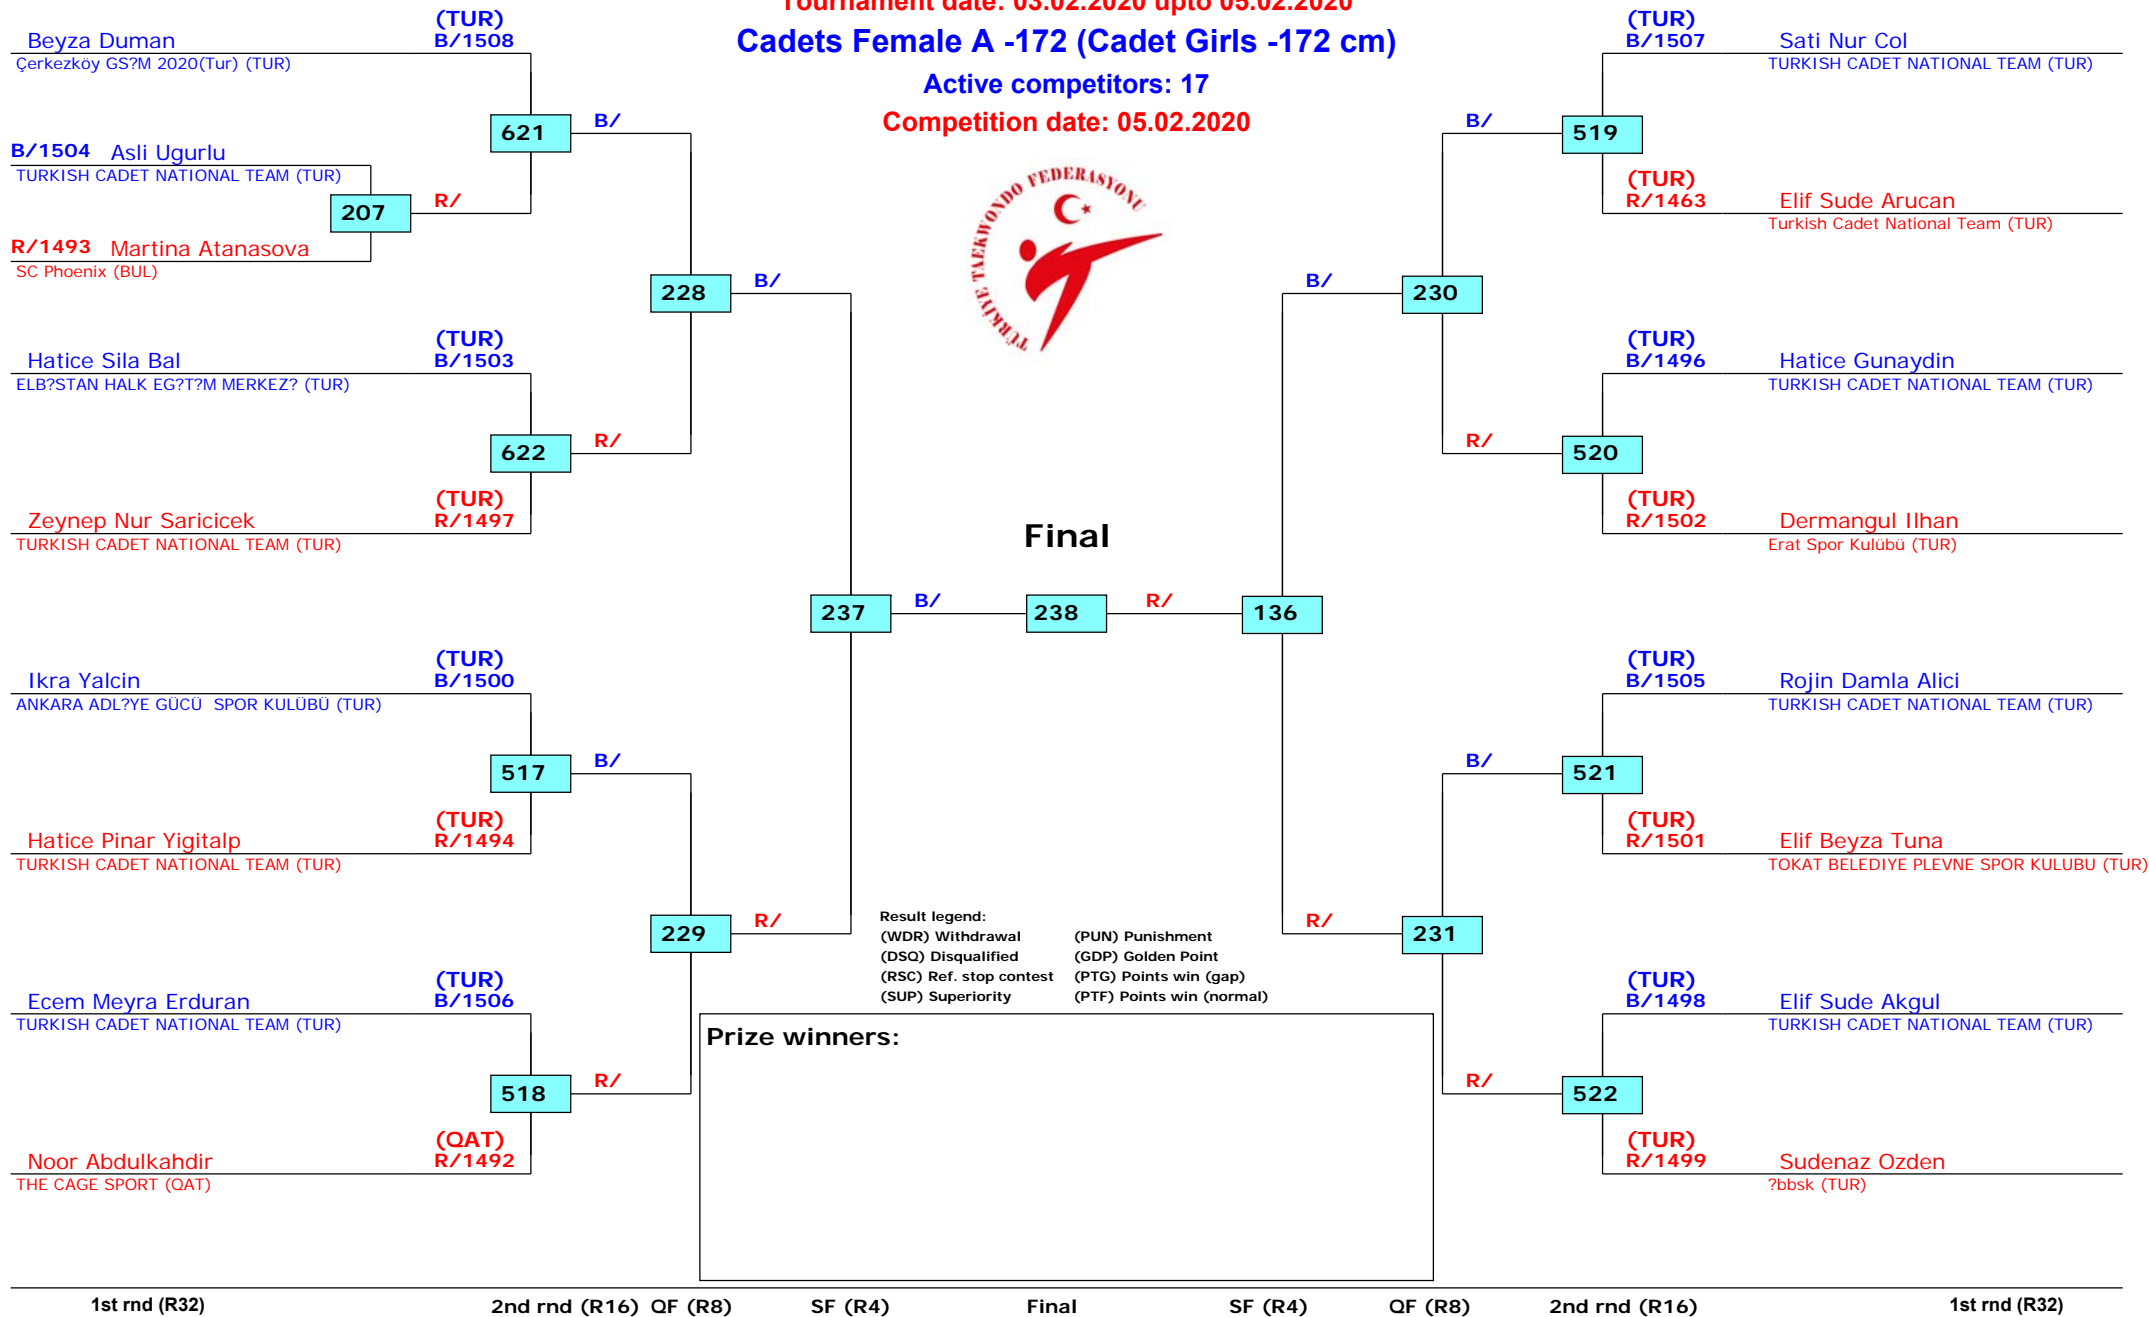 Tournament date: 03.02.2020 upto 05.02.2020
Cadets Female A -172 (Cadet Girls -172 cm)
Active competitors: 17
Competition date: 05.02.2020
TÜRKİYE TAEKWONDO FEDERASYONU
(TUR)
Beyza Duman B/1508
Çerkezköy GS?M 2020(Tur) (TUR)
621
B/
B/1504 Asli Ugurlu
TURKISH CADET NATIONAL TEAM (TUR)
207
R/
R/1493 Martina Atanasova
SC Phoenix (BUL)
228
B/
(TUR)
Hatice Sila Bal B/1503
ELB?STAN HALK EG?T?M MERKEZ? (TUR)
622
R/
(TUR)
Zeynep Nur Saricicek R/1497
TURKISH CADET NATIONAL TEAM (TUR)
237
B/
(TUR)
Ikra Yalcin B/1500
ANKARA ADL?YE GÜCÜ  SPOR KULÜBÜ (TUR)
517
B/
(TUR)
Hatice Pinar Yigitalp R/1494
TURKISH CADET NATIONAL TEAM (TUR)
229
R/
(TUR)
Ecem Meyra Erduran B/1506
TURKISH CADET NATIONAL TEAM (TUR)
518
R/
(QAT)
Noor Abdulkahdir R/1492
THE CAGE SPORT (QAT)
Final
238
R/
136
(TUR)
B/1507 Sati Nur Col
TURKISH CADET NATIONAL TEAM (TUR)
B/
519
(TUR)
R/1463 Elif Sude Arucan
Turkish Cadet National Team (TUR)
B/
230
(TUR)
B/1496 Hatice Gunaydin
TURKISH CADET NATIONAL TEAM (TUR)
R/
520
(TUR)
R/1502 Dermangul Ilhan
Erat Spor Kulübü (TUR)
(TUR)
B/1505 Rojin Damla Alici
TURKISH CADET NATIONAL TEAM (TUR)
B/
521
(TUR)
R/1501 Elif Beyza Tuna
TOKAT BELEDIYE PLEVNE SPOR KULUBU (TUR)
R/
231
(TUR)
B/1498 Elif Sude Akgul
TURKISH CADET NATIONAL TEAM (TUR)
R/
522
(TUR)
R/1499 Sudenaz Ozden
?bbsk (TUR)
Result legend:
(WDR) Withdrawal (PUN) Punishment
(DSQ) Disqualified (GDP) Golden Point
(RSC) Ref. stop contest (PTG) Points win (gap)
(SUP) Superiority (PTF) Points win (normal)
Prize winners:
1st rnd (R32) 2nd rnd (R16) QF (R8) SF (R4) Final SF (R4) QF (R8) 2nd rnd (R16) 1st rnd (R32)